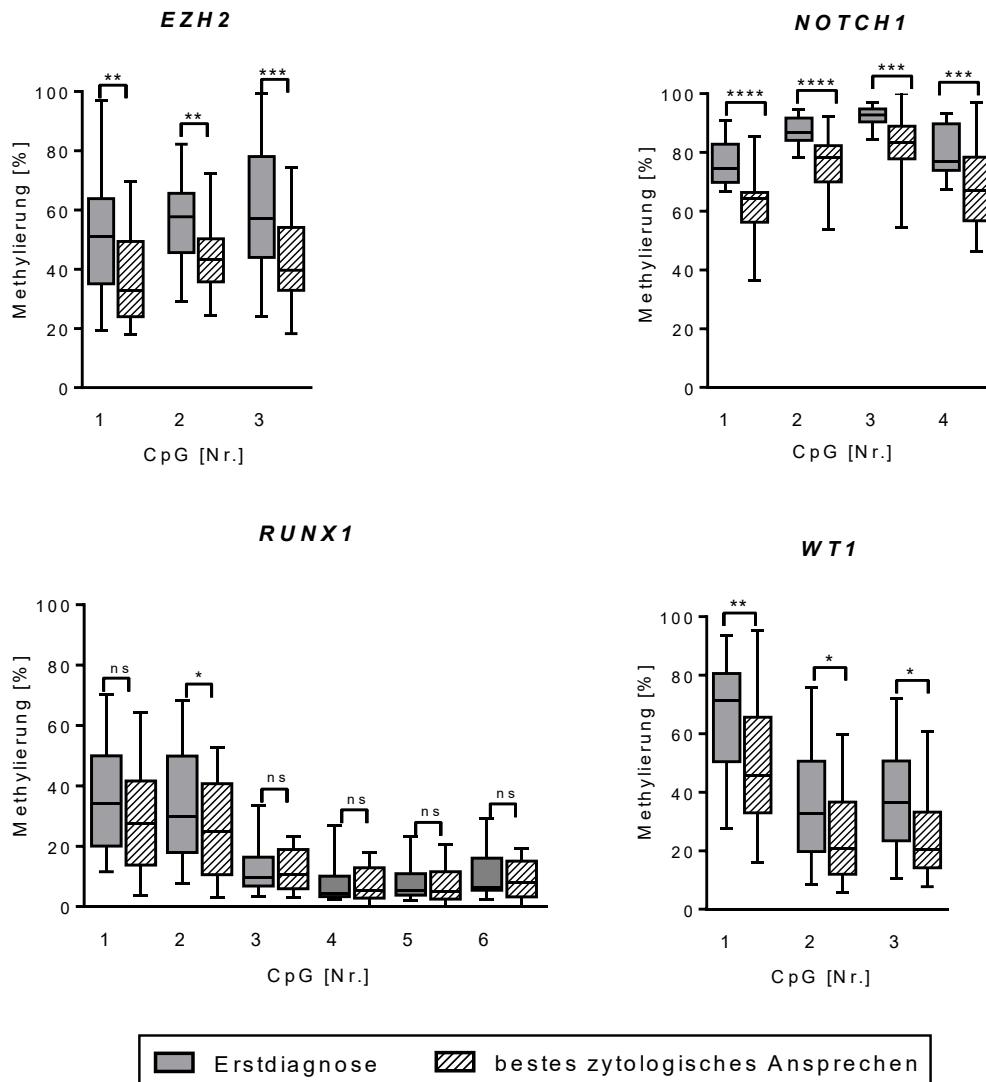 EZH2
** ** ***
Methylierung [%]
100
80
60
40
20
0
1 2 3
CpG [Nr.]
NOTCH1
**** **** *** ***
Methylierung [%]
100
80
60
40
20
0
1 2 3 4
CpG [Nr.]
RUNX1
ns * ns ns ns ns
Methylierung [%]
100
80
60
40
20
0
1 2 3 4 5 6
CpG [Nr.]
WT1
** * *
Methylierung [%]
100
80
60
40
20
0
1 2 3
CpG [Nr.]
Erstdiagnose bestes zytologisches Ansprechen